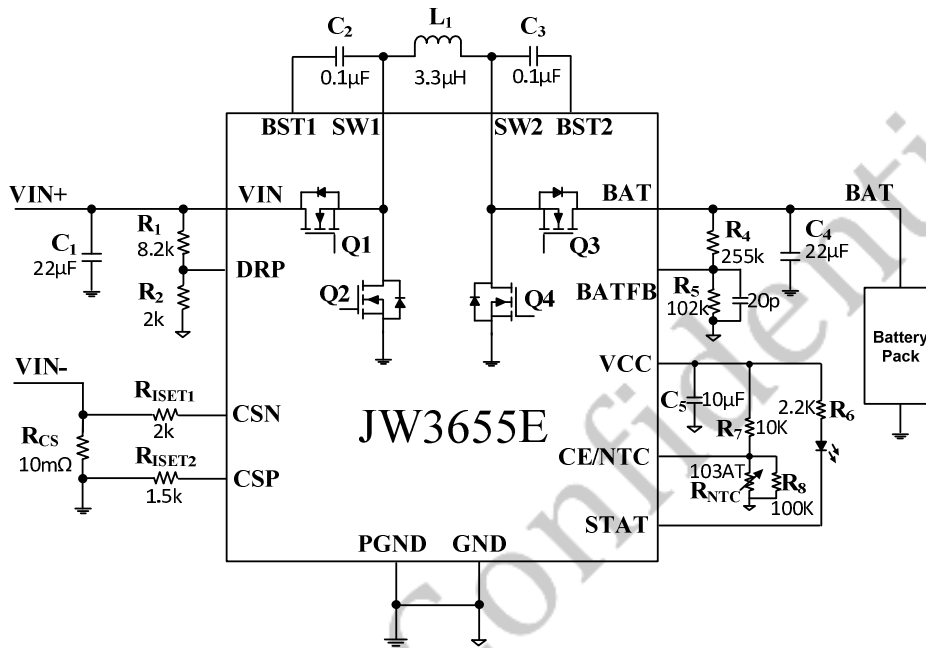 L1
C2
C3
0.1μF
3.3μH
0.1μF
BST1
SW1
SW2
BST2
VIN+
VIN
BAT
BAT
C1
22μF
R1
8.2k
Q1
Q3
R4
255k
C4
22μF
DRP
R2
2k
Q2
Q4
BATFB
R5
102k
20p
Battery
Pack
VIN-
VCC
RISET1
2k
CSN
C5
10μF
2.2K
R6
RCS
10mΩ
JW3655E
R7
10K
RISET2
1.5k
CSP
CE/NTC
103AT
RNTC
R8
100K
STAT
PGND
GND
Confidenti